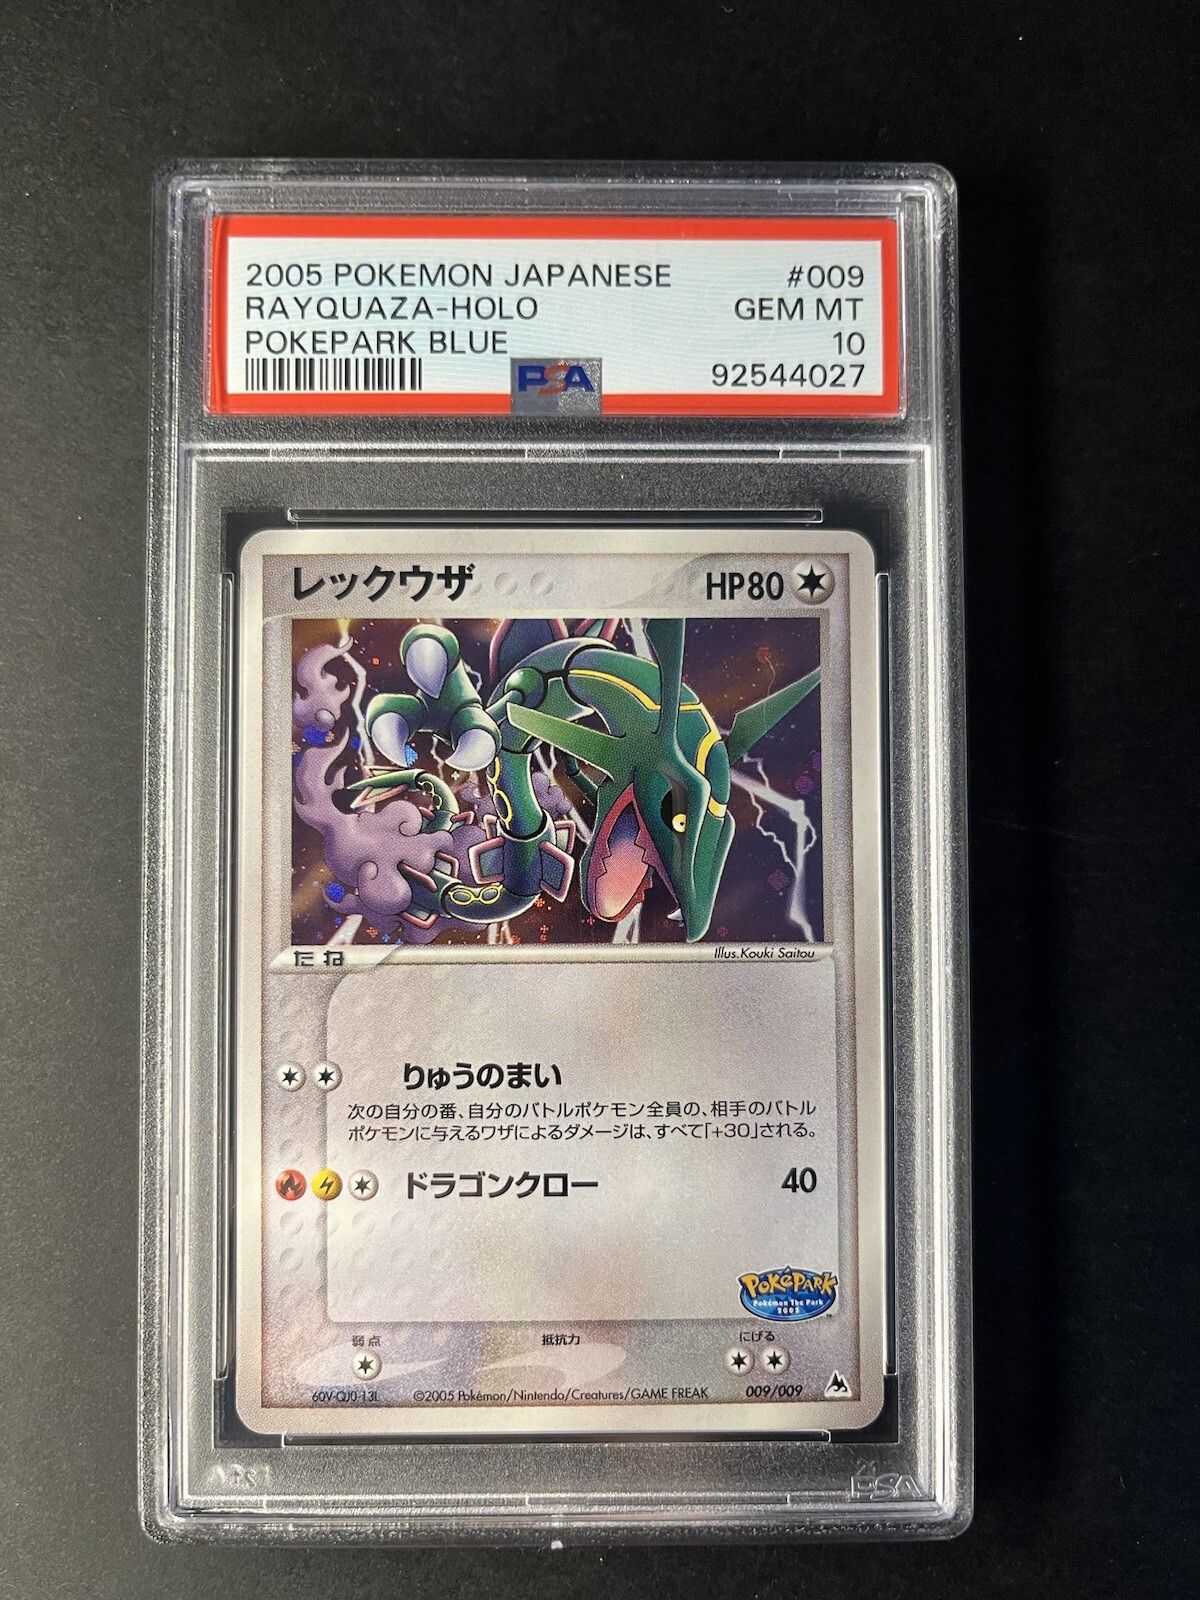 2005 POKEMON JAPANESE #009
RAYQUAZA-HOLO GEM MT
POKEPARK BLUE 10
PSA 92544027
レックウザ HP80
たね Illus.Kouki Saitou
りゅうのまい
次の自分の番、自分のバトルポケモン全員の、相手のバトル
ポケモンに与えるワザによるダメージは、すべて「+30」される。
ドラゴンクロー 40
POKÉPARK
Pokémon The Park
2005
弱点 抵抗力 にげる
60V-QJ0-13L ©2005 Pokémon/Nintendo/Creatures/GAME FREAK 009/009
PSA